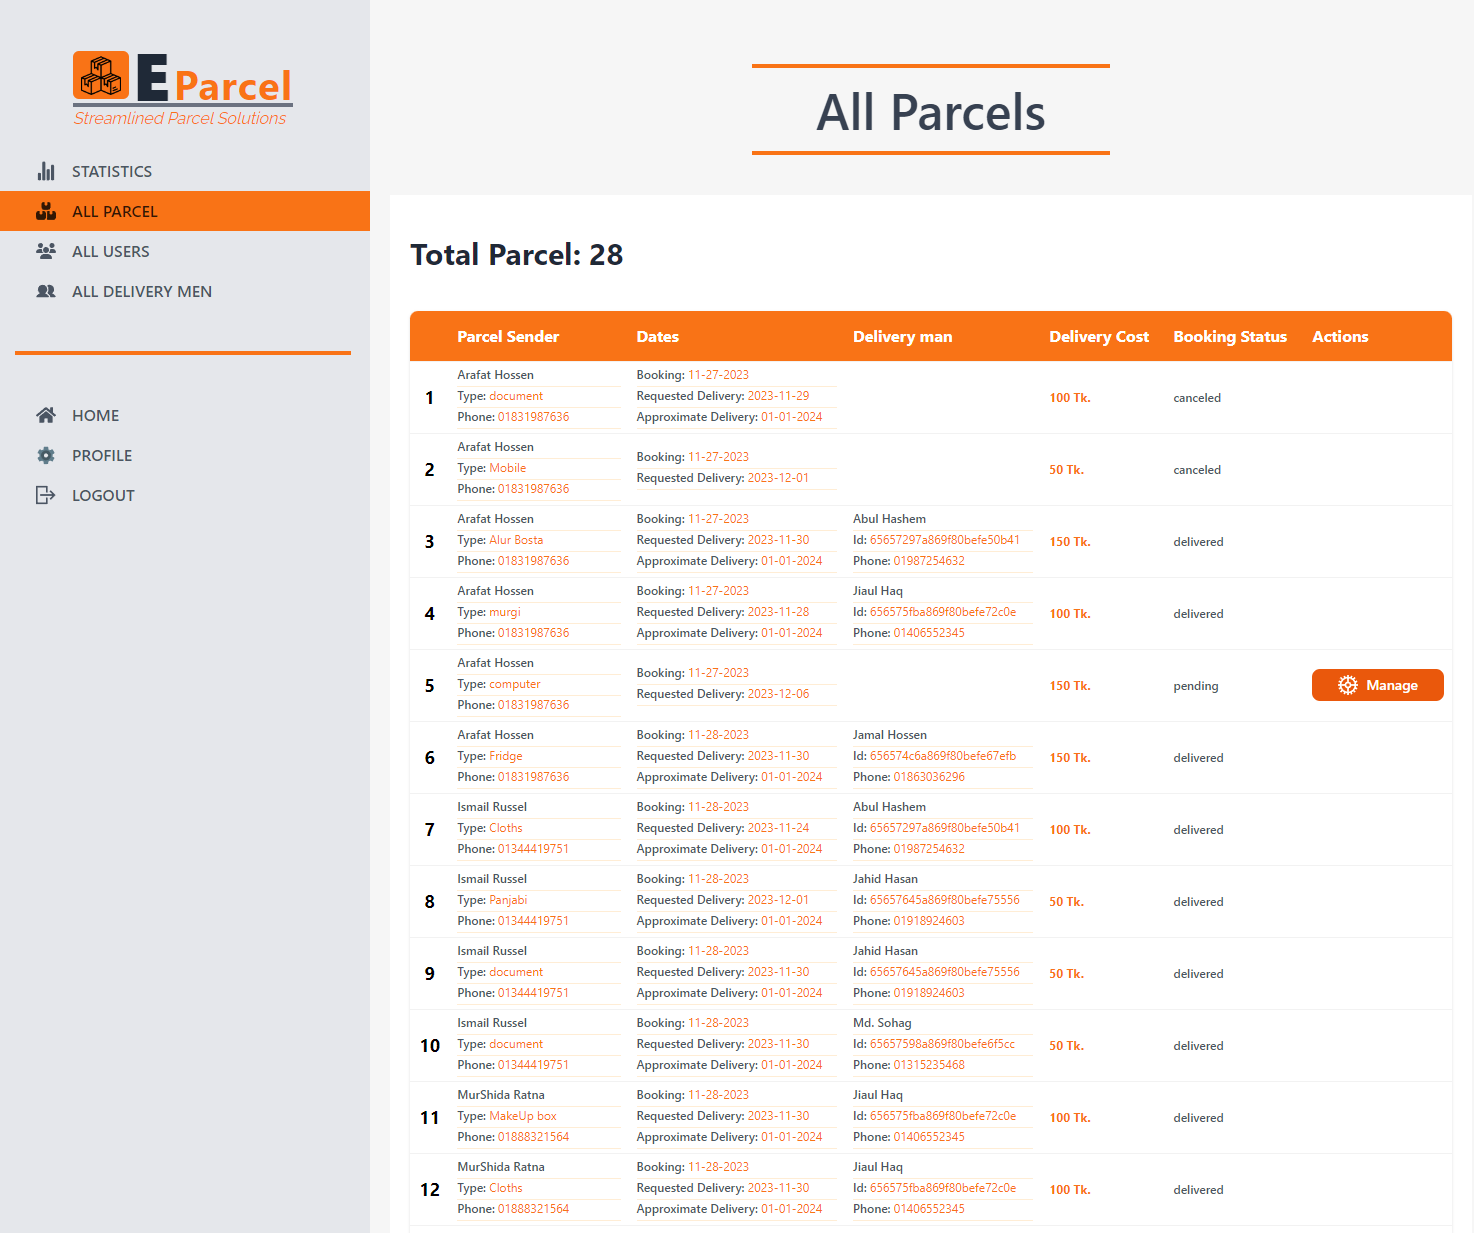 E Parcel
Streamlined Parcel Solutions
STATISTICS
ALL PARCEL
ALL USERS
ALL DELIVERY MEN
HOME
PROFILE
LOGOUT
All Parcels
Total Parcel: 28
Parcel Sender Dates Delivery man Delivery Cost Booking Status Actions
1
Arafat Hossen
Type: document
Phone: 01831987636
Booking: 11-27-2023
Requested Delivery: 2023-11-29
Approximate Delivery: 01-01-2024
100 Tk.
canceled
2
Arafat Hossen
Type: Mobile
Phone: 01831987636
Booking: 11-27-2023
Requested Delivery: 2023-12-01
50 Tk.
canceled
3
Arafat Hossen
Type: Alur Bosta
Phone: 01831987636
Booking: 11-27-2023
Requested Delivery: 2023-11-30
Approximate Delivery: 01-01-2024
Abul Hashem
Id: 65657297a869f80befe50b41
Phone: 01987254632
150 Tk.
delivered
4
Arafat Hossen
Type: murgi
Phone: 01831987636
Booking: 11-27-2023
Requested Delivery: 2023-11-28
Approximate Delivery: 01-01-2024
Jiaul Haq
Id: 656575fba869f80befe72c0e
Phone: 01406552345
100 Tk.
delivered
5
Arafat Hossen
Type: computer
Phone: 01831987636
Booking: 11-27-2023
Requested Delivery: 2023-12-06
150 Tk.
pending
Manage
6
Arafat Hossen
Type: Fridge
Phone: 01831987636
Booking: 11-28-2023
Requested Delivery: 2023-11-30
Approximate Delivery: 01-01-2024
Jamal Hossen
Id: 656574c6a869f80befe67efb
Phone: 01863036296
150 Tk.
delivered
7
Ismail Russel
Type: Cloths
Phone: 01344419751
Booking: 11-28-2023
Requested Delivery: 2023-11-24
Approximate Delivery: 01-01-2024
Abul Hashem
Id: 65657297a869f80befe50b41
Phone: 01987254632
100 Tk.
delivered
8
Ismail Russel
Type: Panjabi
Phone: 01344419751
Booking: 11-28-2023
Requested Delivery: 2023-12-01
Approximate Delivery: 01-01-2024
Jahid Hasan
Id: 65657645a869f80befe75556
Phone: 01918924603
50 Tk.
delivered
9
Ismail Russel
Type: document
Phone: 01344419751
Booking: 11-28-2023
Requested Delivery: 2023-11-30
Approximate Delivery: 01-01-2024
Jahid Hasan
Id: 65657645a869f80befe75556
Phone: 01918924603
50 Tk.
delivered
10
Ismail Russel
Type: document
Phone: 01344419751
Booking: 11-28-2023
Requested Delivery: 2023-11-30
Approximate Delivery: 01-01-2024
Md. Sohag
Id: 65657598a869f80befe6f5cc
Phone: 01315235468
50 Tk.
delivered
11
MurShida Ratna
Type: MakeUp box
Phone: 01888321564
Booking: 11-28-2023
Requested Delivery: 2023-11-30
Approximate Delivery: 01-01-2024
Jiaul Haq
Id: 656575fba869f80befe72c0e
Phone: 01406552345
100 Tk.
delivered
12
MurShida Ratna
Type: Cloths
Phone: 01888321564
Booking: 11-28-2023
Requested Delivery: 2023-11-30
Approximate Delivery: 01-01-2024
Jiaul Haq
Id: 656575fba869f80befe72c0e
Phone: 01406552345
100 Tk.
delivered